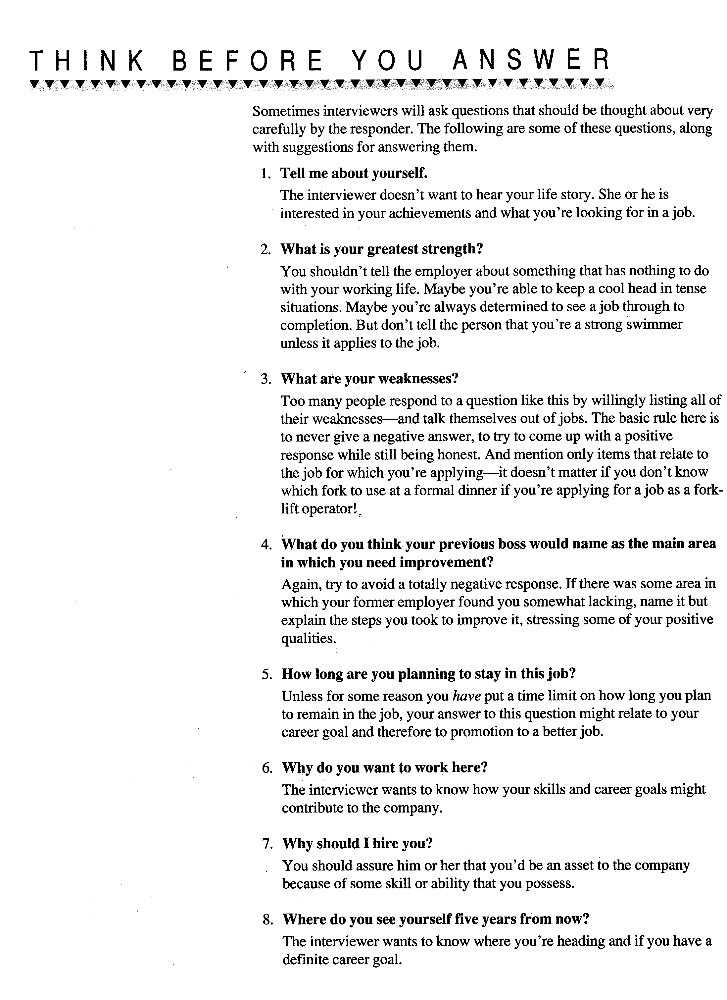 THINK BEFORE YOU ANSWER
Sometimes interviewers will ask questions that should be thought about very
carefully by the responder. The following are some of these questions, along
with suggestions for answering them.
1. Tell me about yourself.
The interviewer doesn't want to hear your life story. She or he is
interested in your achievements and what you're looking for in a job.
2. What is your greatest strength?
You shouldn't tell the employer about something that has nothing to do
with your working life. Maybe you're able to keep a cool head in tense
situations. Maybe you're always determined to see a job through to
completion. But don't tell the person that you're a strong swimmer
unless it applies to the job.
3. What are your weaknesses?
Too many people respond to a question like this by willingly listing all of
their weaknesses—and talk themselves out of jobs. The basic rule here is
to never give a negative answer, to try to come up with a positive
response while still being honest. And mention only items that relate to
the job for which you're applying—it doesn't matter if you don't know
which fork to use at a formal dinner if you're applying for a job as a fork-
lift operator!
4. What do you think your previous boss would name as the main area
in which you need improvement?
Again, try to avoid a totally negative response. If there was some area in
which your former employer found you somewhat lacking, name it but
explain the steps you took to improve it, stressing some of your positive
qualities.
5. How long are you planning to stay in this job?
Unless for some reason you have put a time limit on how long you plan
to remain in the job, your answer to this question might relate to your
career goal and therefore to promotion to a better job.
6. Why do you want to work here?
The interviewer wants to know how your skills and career goals might
contribute to the company.
7. Why should I hire you?
You should assure him or her that you'd be an asset to the company
because of some skill or ability that you possess.
8. Where do you see yourself five years from now?
The interviewer wants to know where you're heading and if you have a
definite career goal.